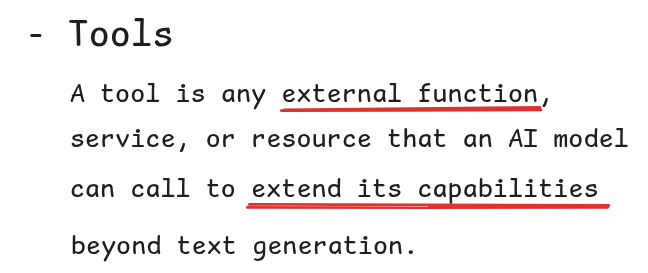 - Tools
A tool is any external function,
service, or resource that an AI model
can call to extend its capabilities
beyond text generation.